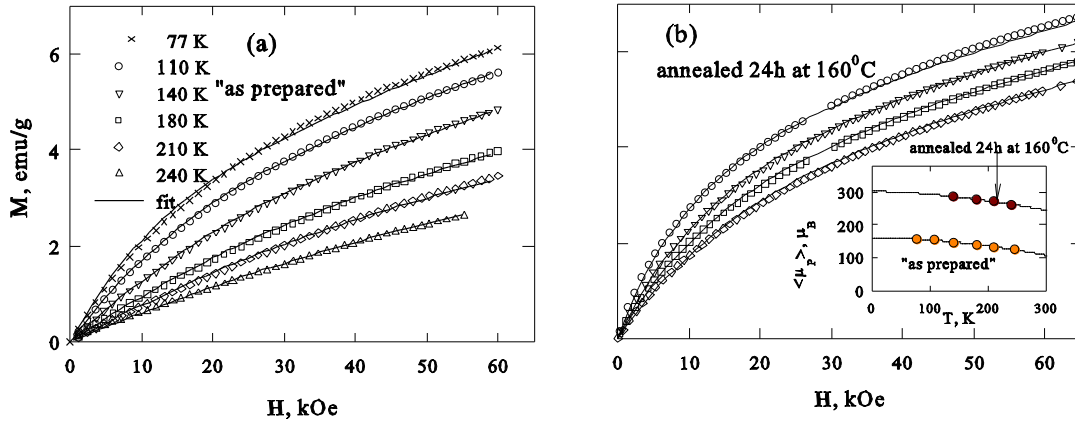 (a)
77 K
110 K
140 K
180 K
210 K
240 K
fit
"as prepared"
M, emu/g
6
4
2
0
0 10 20 30 40 50 60
H, kOe
(b)
annealed 24h at 160⁰C
annealed 24h at 160⁰C
<μp>, μB
300
200
100
0
"as prepared"
0 100 200 300
T, K
0 10 20 30 40 50 60
H, kOe